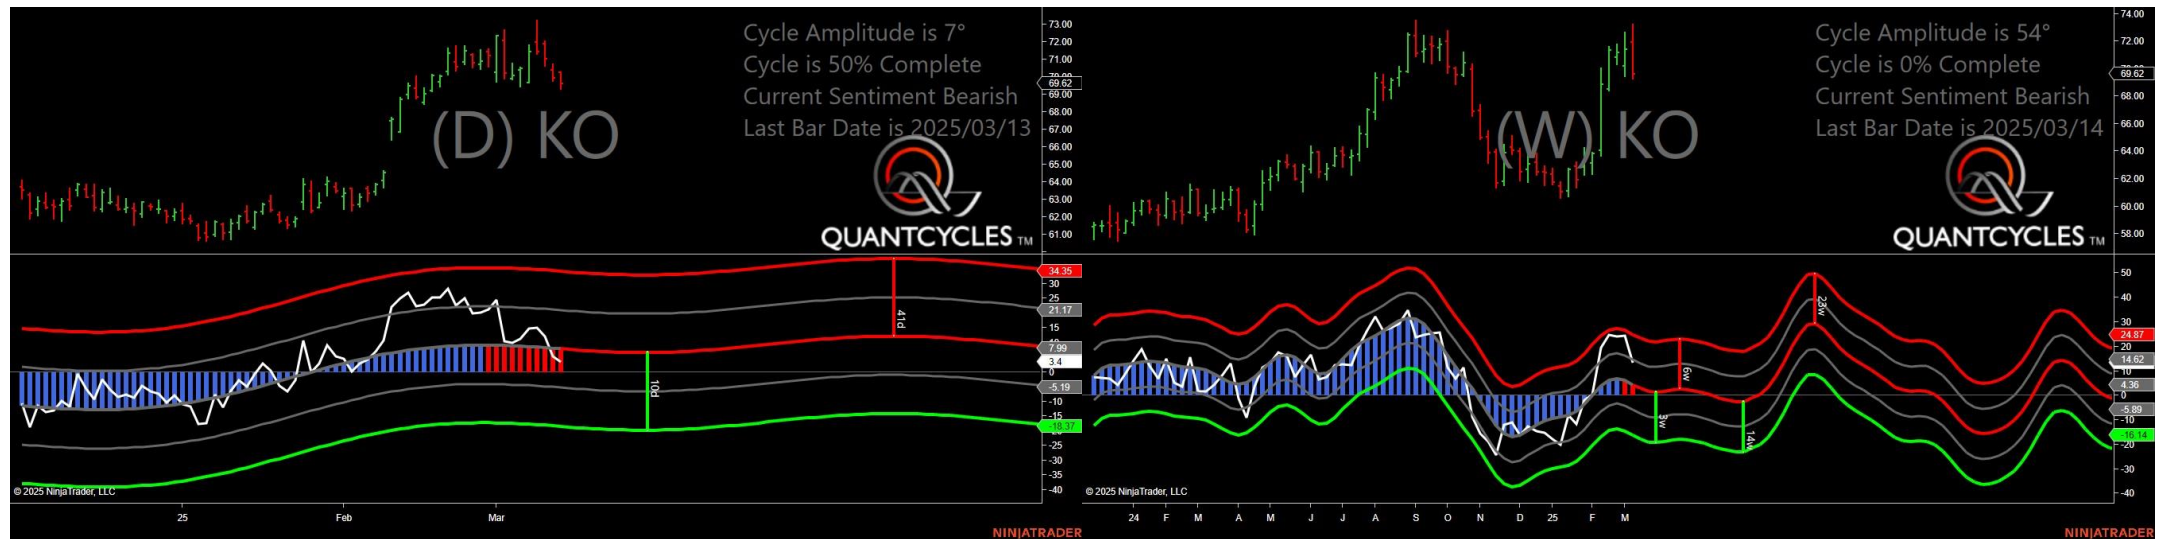 Cycle Amplitude is 7°
Cycle is 50% Complete
Current Sentiment Bearish
Last Bar Date is 2025/03/13
(D) KO
QUANTCYCLES TM
73.00
72.00
71.00
69.62
69.00
68.00
67.00
66.00
65.00
64.00
63.00
62.00
61.00
34.35
30
25
21.17
15
7.99
3.4
0
-5.19
-10
-15
-18.37
-25
-30
-35
-40
41d
10d
© 2025 NinjaTrader, LLC
25
Feb
Mar
NINJATRADER
Cycle Amplitude is 54°
Cycle is 0% Complete
Current Sentiment Bearish
Last Bar Date is 2025/03/14
(W) KO
QUANTCYCLES TM
74.00
72.00
69.62
68.00
66.00
64.00
62.00
60.00
58.00
50
40
30
24.87
20
14.62
10
4.36
0
-5.89
-10
-16.14
-20
-30
-40
23w
6w
3w
14w
© 2025 NinjaTrader, LLC
24
F
M
A
M
J
J
A
S
O
N
D
25
F
M
NINJATRADER